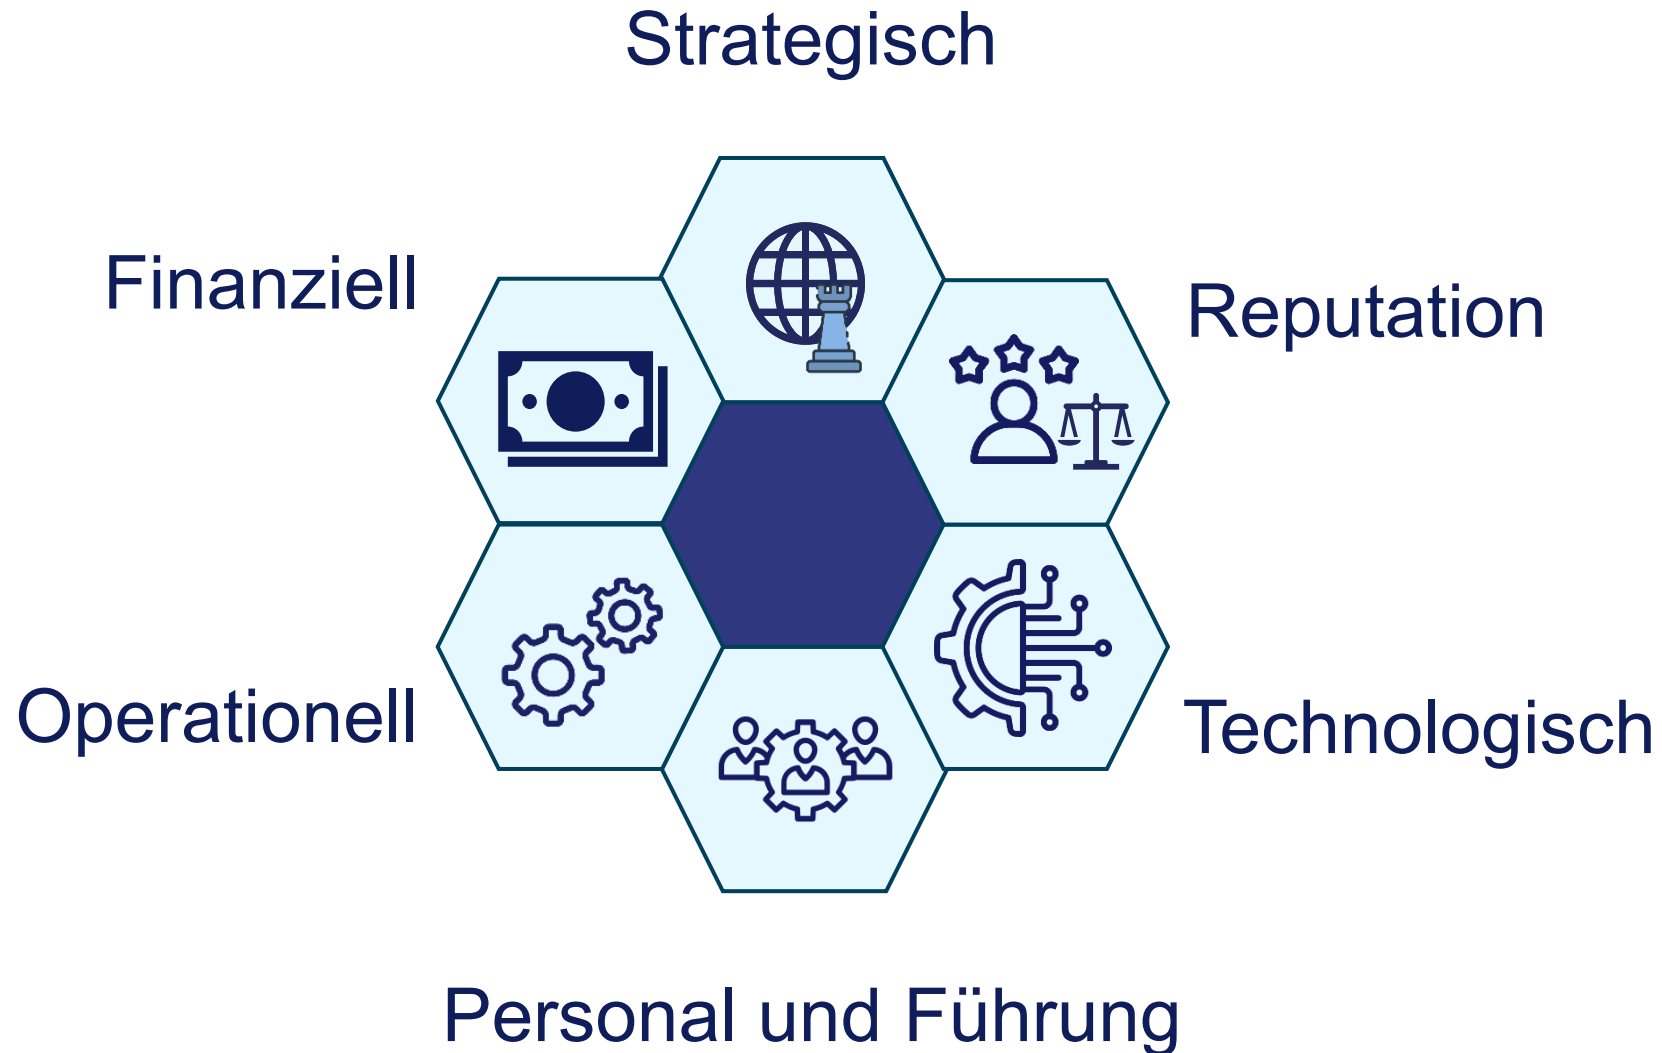 Strategisch
Finanziell
Reputation
Operationell
Technologisch
Personal und Führung